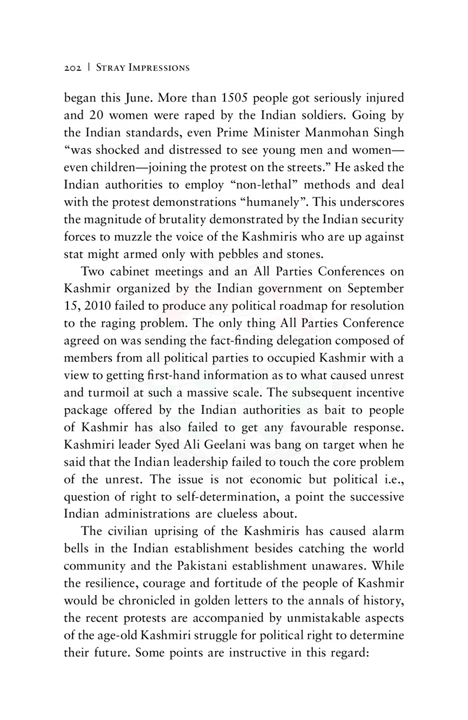 202 | Stray Impressions
began this June. More than 1505 people got seriously injured
and 20 women were raped by the Indian soldiers. Going by
the Indian standards, even Prime Minister Manmohan Singh
“was shocked and distressed to see young men and women—
even children—joining the protest on the streets.” He asked the
Indian authorities to employ “non-lethal” methods and deal
with the protest demonstrations “humanely”. This underscores
the magnitude of brutality demonstrated by the Indian security
forces to muzzle the voice of the Kashmiris who are up against
stat might armed only with pebbles and stones.
Two cabinet meetings and an All Parties Conferences on
Kashmir organized by the Indian government on September
15, 2010 failed to produce any political roadmap for resolution
to the raging problem. The only thing All Parties Conference
agreed on was sending the fact-finding delegation composed of
members from all political parties to occupied Kashmir with a
view to getting first-hand information as to what caused unrest
and turmoil at such a massive scale. The subsequent incentive
package offered by the Indian authorities as bait to people
of Kashmir has also failed to get any favourable response.
Kashmiri leader Syed Ali Geelani was bang on target when he
said that the Indian leadership failed to touch the core problem
of the unrest. The issue is not economic but political i.e.,
question of right to self-determination, a point the successive
Indian administrations are clueless about.
The civilian uprising of the Kashmiris has caused alarm
bells in the Indian establishment besides catching the world
community and the Pakistani establishment unawares. While
the resilience, courage and fortitude of the people of Kashmir
would be chronicled in golden letters to the annals of history,
the recent protests are accompanied by unmistakable aspects
of the age-old Kashmiri struggle for political right to determine
their future. Some points are instructive in this regard: